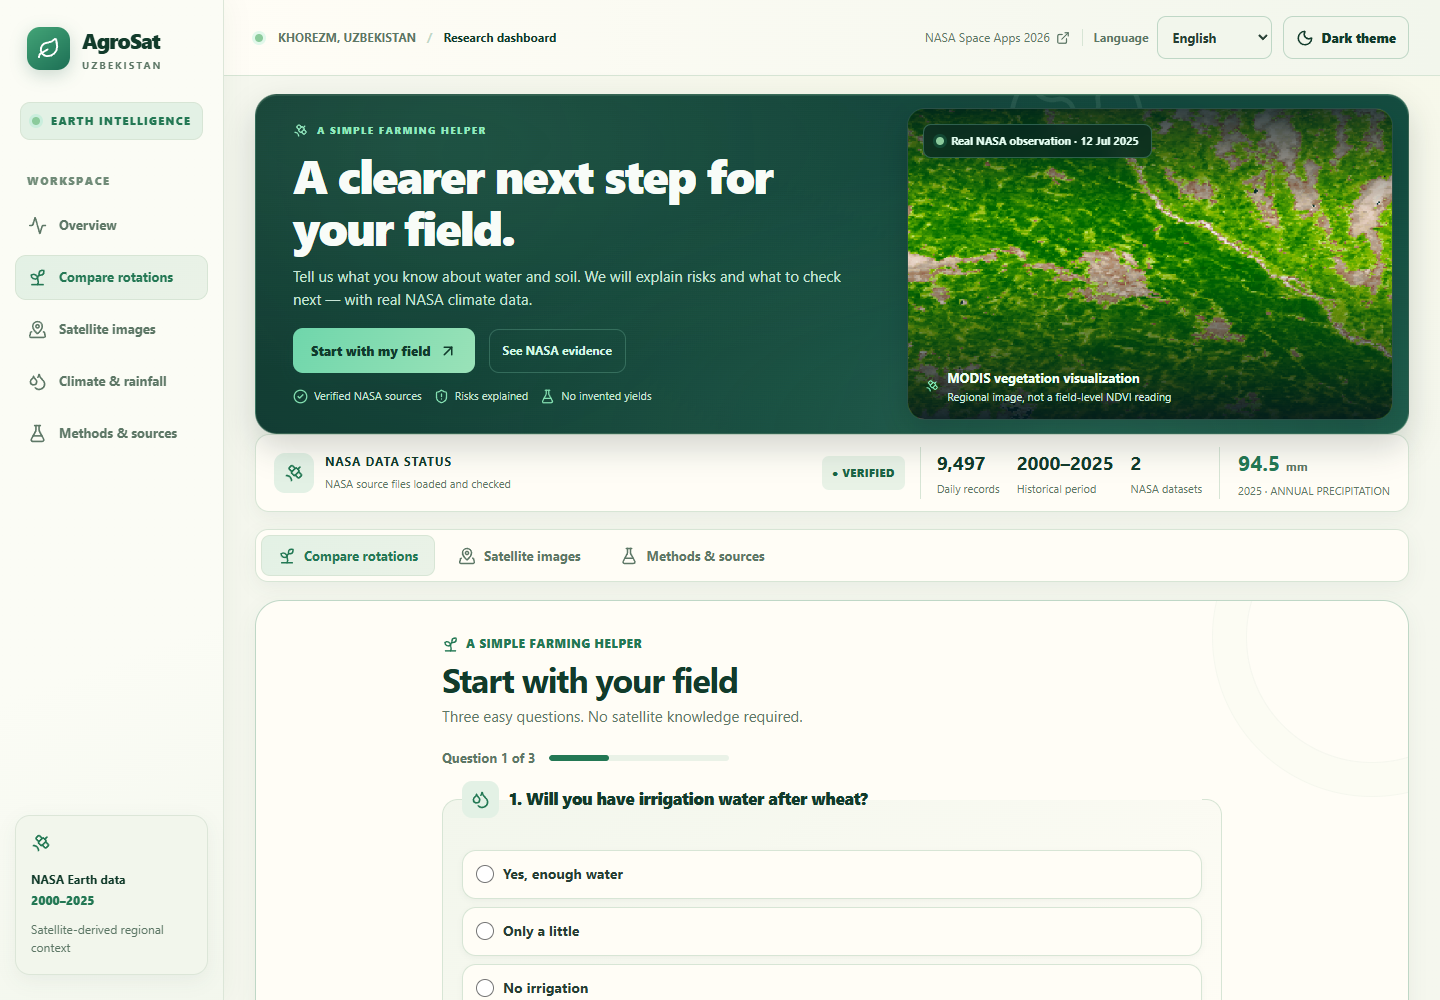 AgroSat
UZBEKISTAN
EARTH INTELLIGENCE
WORKSPACE
Overview
Compare rotations
Satellite images
Climate & rainfall
Methods & sources
NASA Earth data
2000–2025
Satellite-derived regional
context
KHOREZM, UZBEKISTAN / Research dashboard
NASA Space Apps 2026
Language
English
Dark theme
A SIMPLE FARMING HELPER
A clearer next step for
your field.
Tell us what you know about water and soil. We will explain risks and what to check
next — with real NASA climate data.
Start with my field
See NASA evidence
Verified NASA sources
Risks explained
No invented yields
Real NASA observation · 12 Jul 2025
MODIS vegetation visualization
Regional image, not a field-level NDVI reading
NASA DATA STATUS
NASA source files loaded and checked
• VERIFIED
9,497
Daily records
2000–2025
Historical period
2
NASA datasets
94.5 mm
2025 · ANNUAL PRECIPITATION
Compare rotations
Satellite images
Methods & sources
A SIMPLE FARMING HELPER
Start with your field
Three easy questions. No satellite knowledge required.
Question 1 of 3
1. Will you have irrigation water after wheat?
Yes, enough water
Only a little
No irrigation